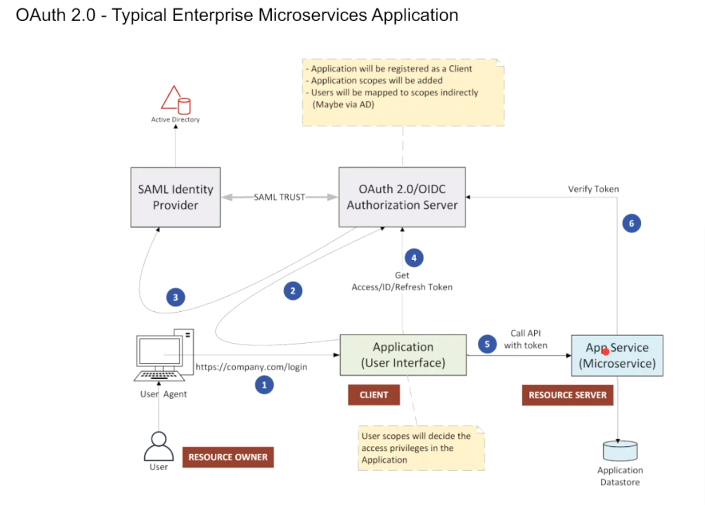 OAuth 2.0 - Typical Enterprise Microservices Application
- Application will be registered as a Client
- Application scopes will be added
- Users will be mapped to scopes indirectly
(Maybe via AD)
Active Directory
SAML Identity
Provider
SAML TRUST
OAuth 2.0/OIDC
Authorization Server
Verify Token
6
4
3
2
Get
Access/ID/Refresh Token
https://company.com/login
1
Application
(User Interface)
5
Call API
with token
App Service
(Microservice)
User Agent
CLIENT
RESOURCE SERVER
User
RESOURCE OWNER
User scopes will decide the
access privileges in the
Application
Application
Datastore